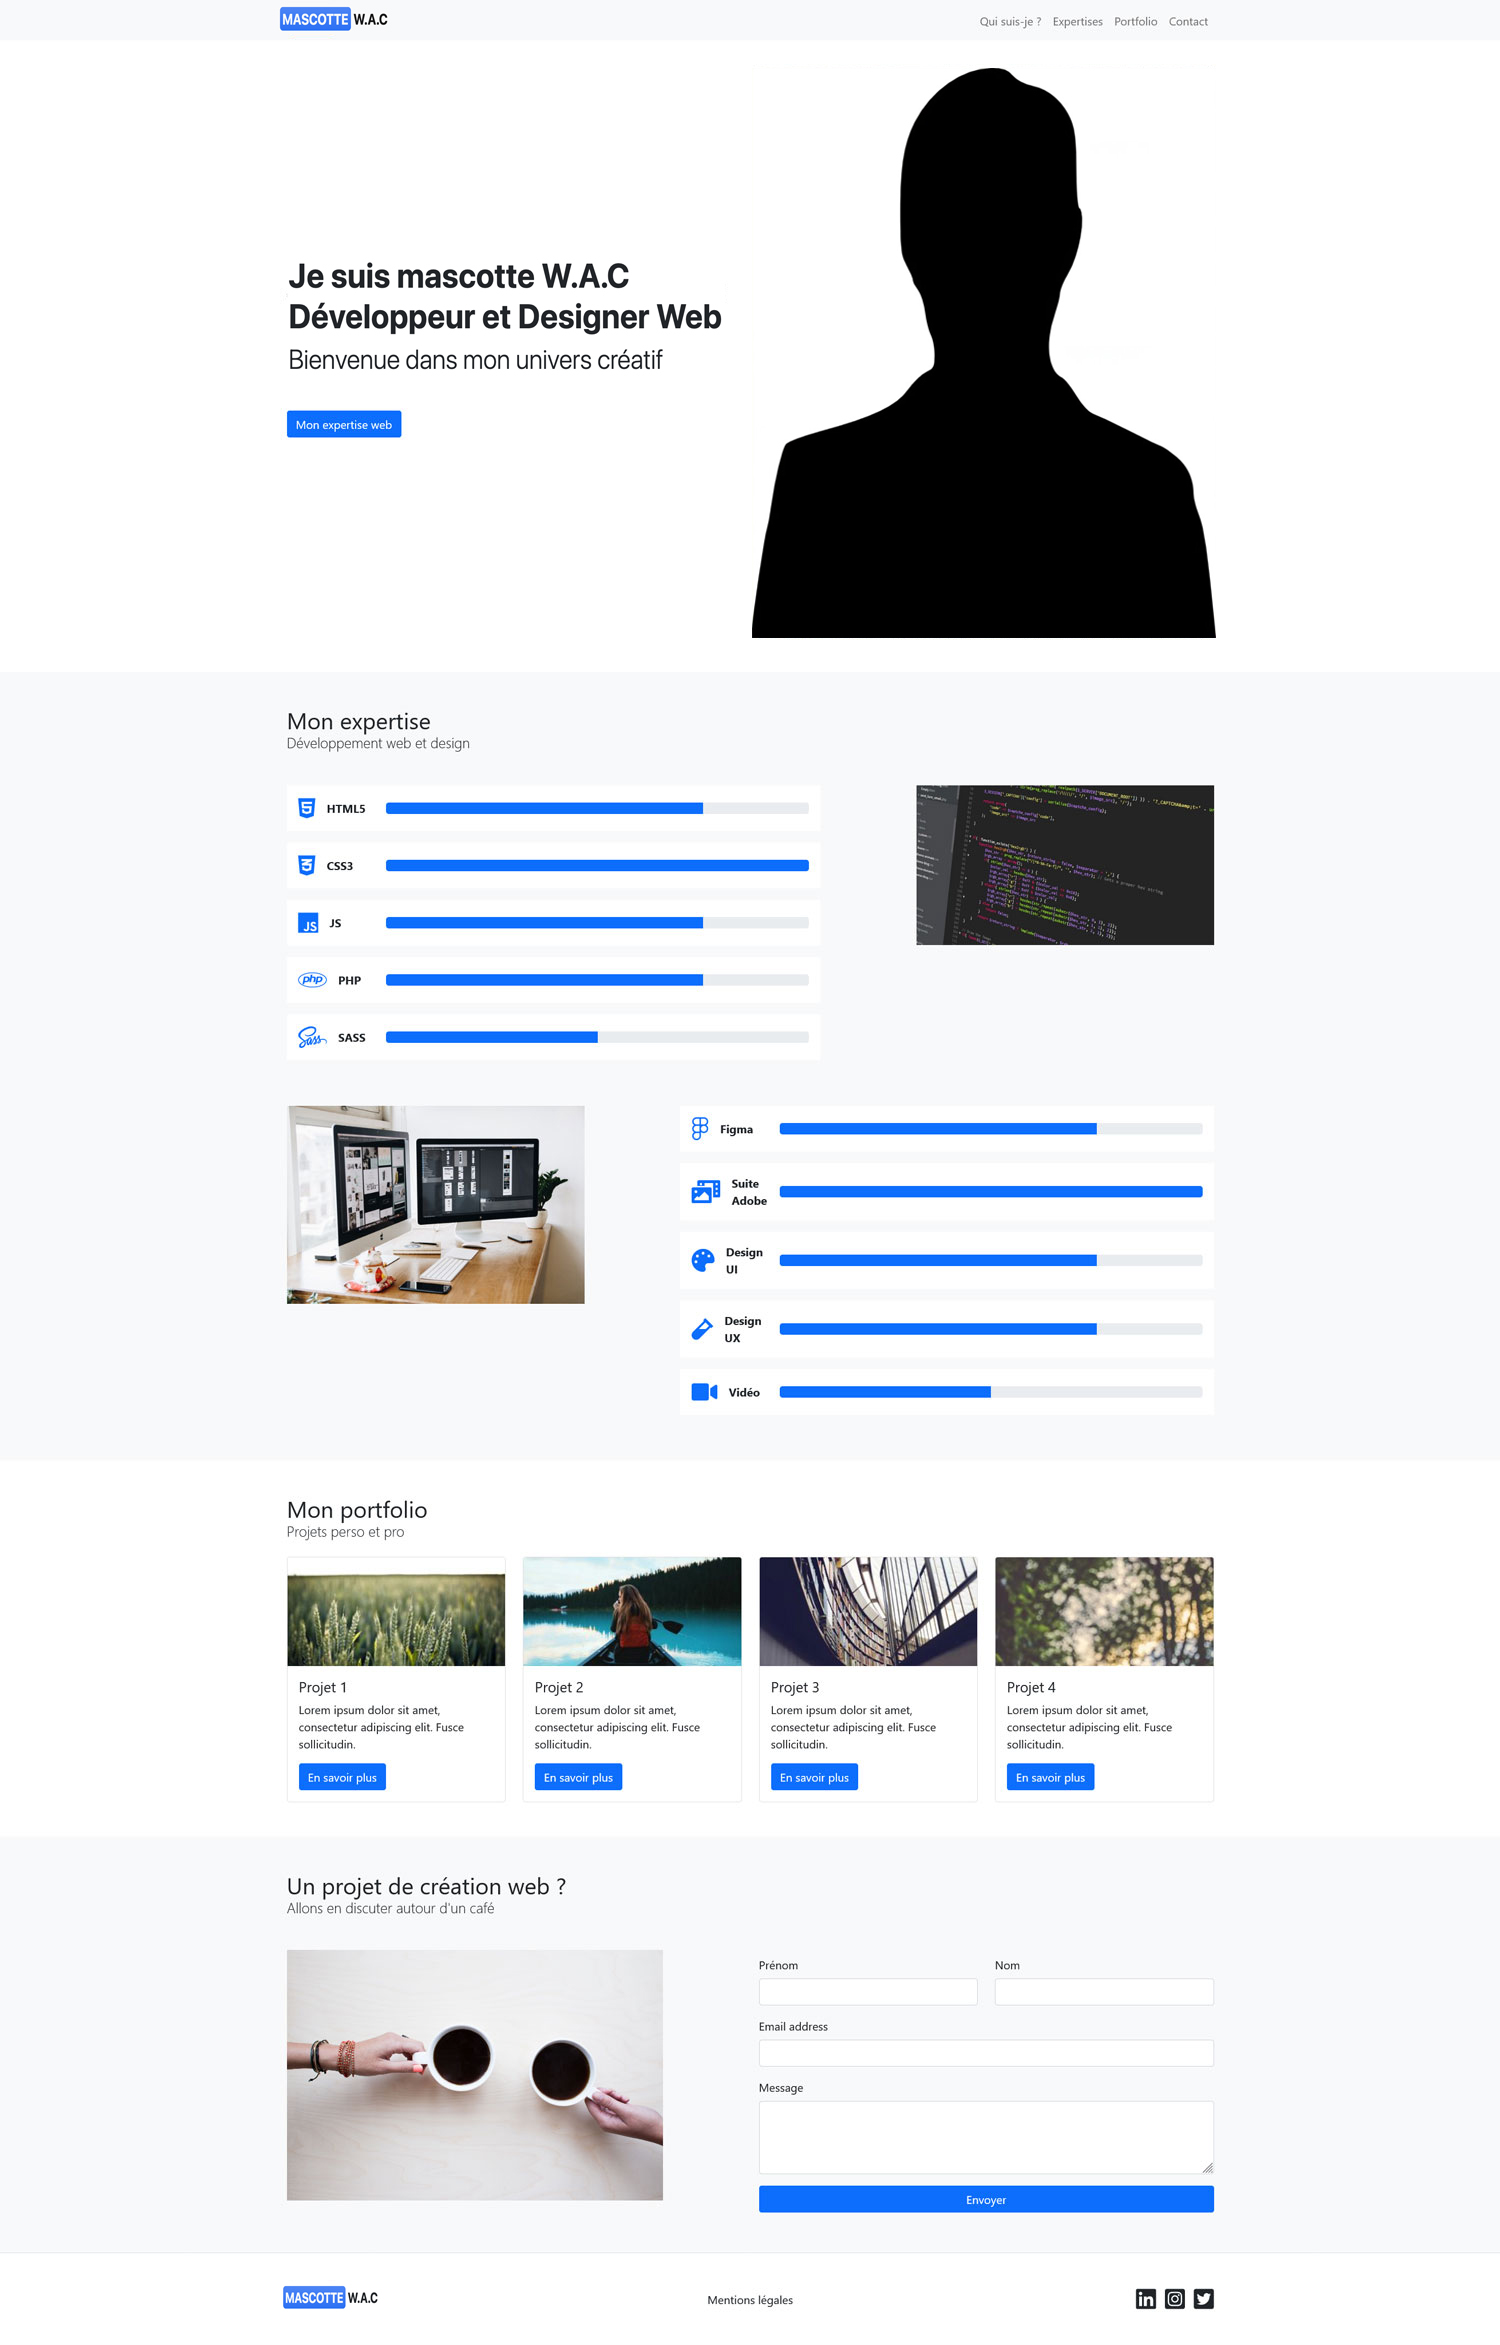 MASCOTTE W.A.C
Qui suis-je ? Expertises Portfolio Contact
Je suis mascotte W.A.C
Développeur et Designer Web
Bienvenue dans mon univers créatif
Mon expertise web
Mon expertise
Développement web et design
HTML5
CSS3
JS JS
php PHP
Sass SASS
Figma
Suite
Adobe
Design
UI
Design
UX
Vidéo
Mon portfolio
Projets perso et pro
Projet 1
Lorem ipsum dolor sit amet,
consectetur adipiscing elit. Fusce
sollicitudin.
En savoir plus
Projet 2
Lorem ipsum dolor sit amet,
consectetur adipiscing elit. Fusce
sollicitudin.
En savoir plus
Projet 3
Lorem ipsum dolor sit amet,
consectetur adipiscing elit. Fusce
sollicitudin.
En savoir plus
Projet 4
Lorem ipsum dolor sit amet,
consectetur adipiscing elit. Fusce
sollicitudin.
En savoir plus
Un projet de création web ?
Allons en discuter autour d'un café
Prénom Nom
Email address
Message
Envoyer
MASCOTTE W.A.C
Mentions légales
in